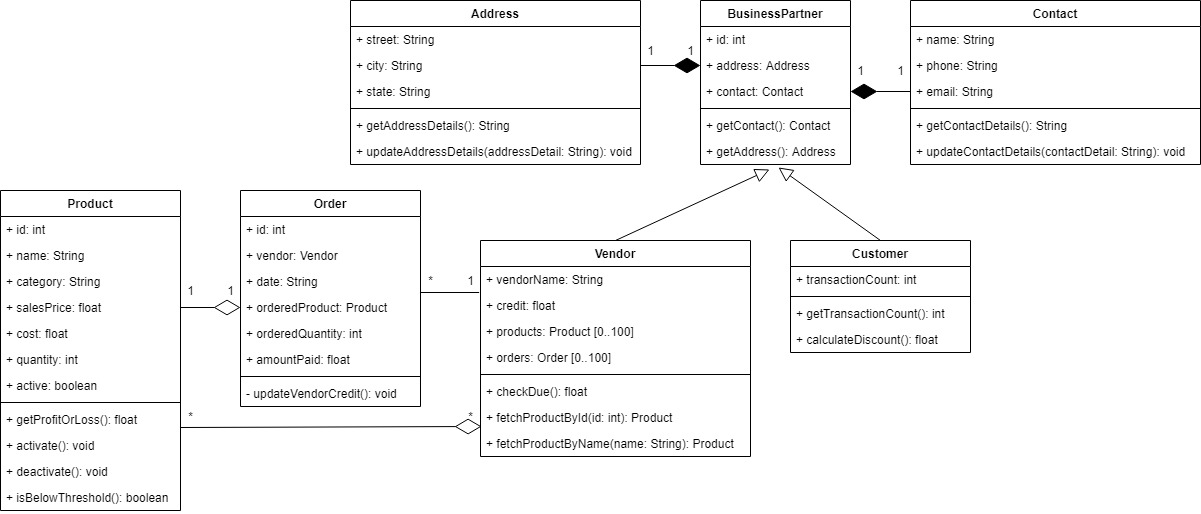 Address
+ street: String
+ city: String
+ state: String
+ getAddressDetails(): String
+ updateAddressDetails(addressDetail: String): void
1
1
BusinessPartner
+ id: int
+ address: Address
+ contact: Contact
+ getContact(): Contact
+ getAddress(): Address
1
1
Contact
+ name: String
+ phone: String
+ email: String
+ getContactDetails(): String
+ updateContactDetails(contactDetail: String): void
Product
+ id: int
+ name: String
+ category: String
+ salesPrice: float
+ cost: float
+ quantity: int
+ active: boolean
+ getProfitOrLoss(): float
+ activate(): void
+ deactivate(): void
+ isBelowThreshold(): boolean
1
1
Order
+ id: int
+ vendor: Vendor
+ date: String
+ orderedProduct: Product
+ orderedQuantity: int
+ amountPaid: float
- updateVendorCredit(): void
*
1
*
*
Vendor
+ vendorName: String
+ credit: float
+ products: Product [0..100]
+ orders: Order [0..100]
+ checkDue(): float
+ fetchProductById(id: int): Product
+ fetchProductByName(name: String): Product
Customer
+ transactionCount: int
+ getTransactionCount(): int
+ calculateDiscount(): float